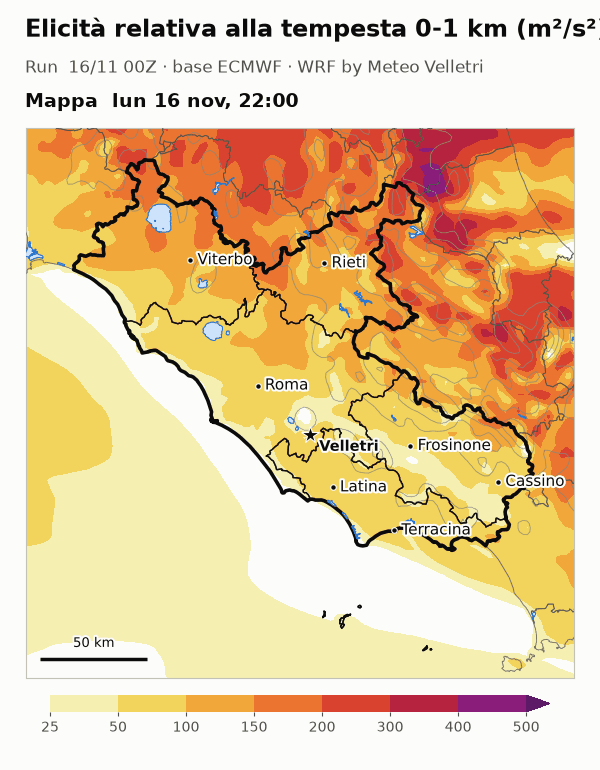 Elicità relativa alla tempesta 0-1 km (m²/s²)
Run 16/11 00Z · base ECMWF · WRF by Meteo Velletri
Mappa lun 16 nov, 22:00
Viterbo
Rieti
Roma
Velletri
Frosinone
Cassino
Latina
Terracina
50 km
25 50 100 150 200 300 400 500